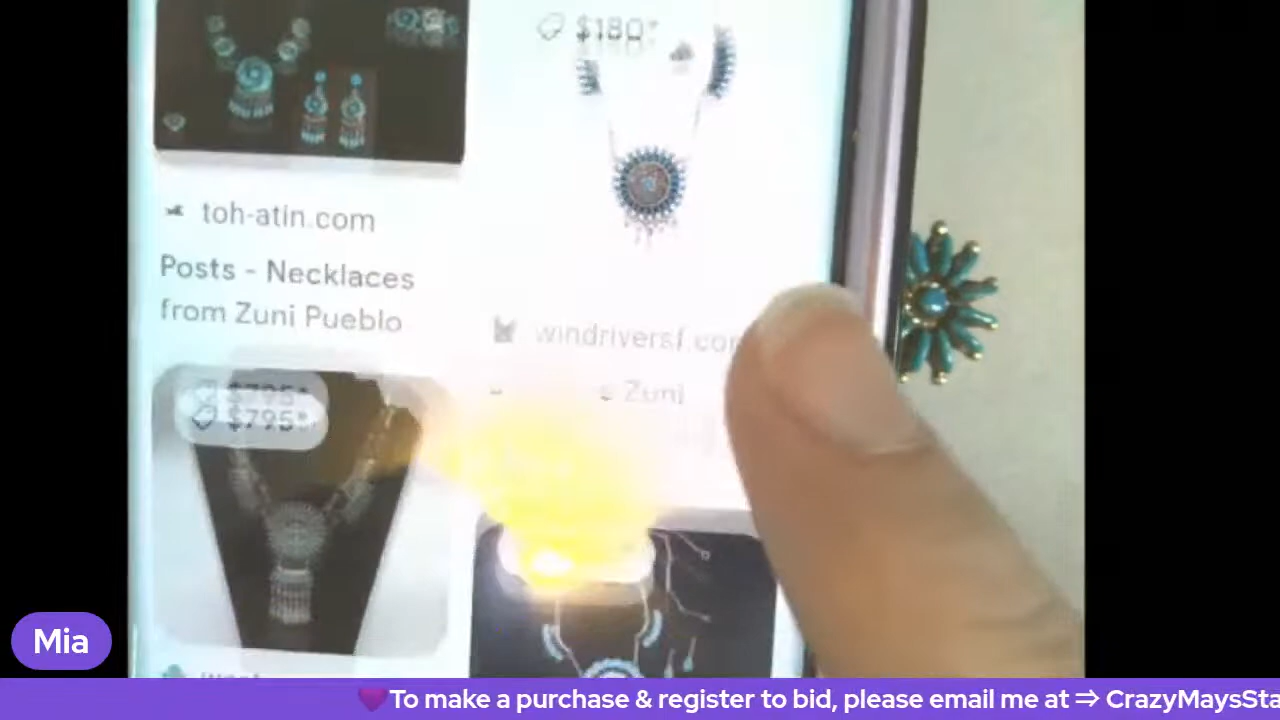 $180*
toh-atin.com
Posts - Necklaces
from Zuni Pueblo
windriversf.com
Zuni
$795*
$795*
Mia
💜To make a purchase & register to bid, please email me at ⇒ CrazyMaysSta